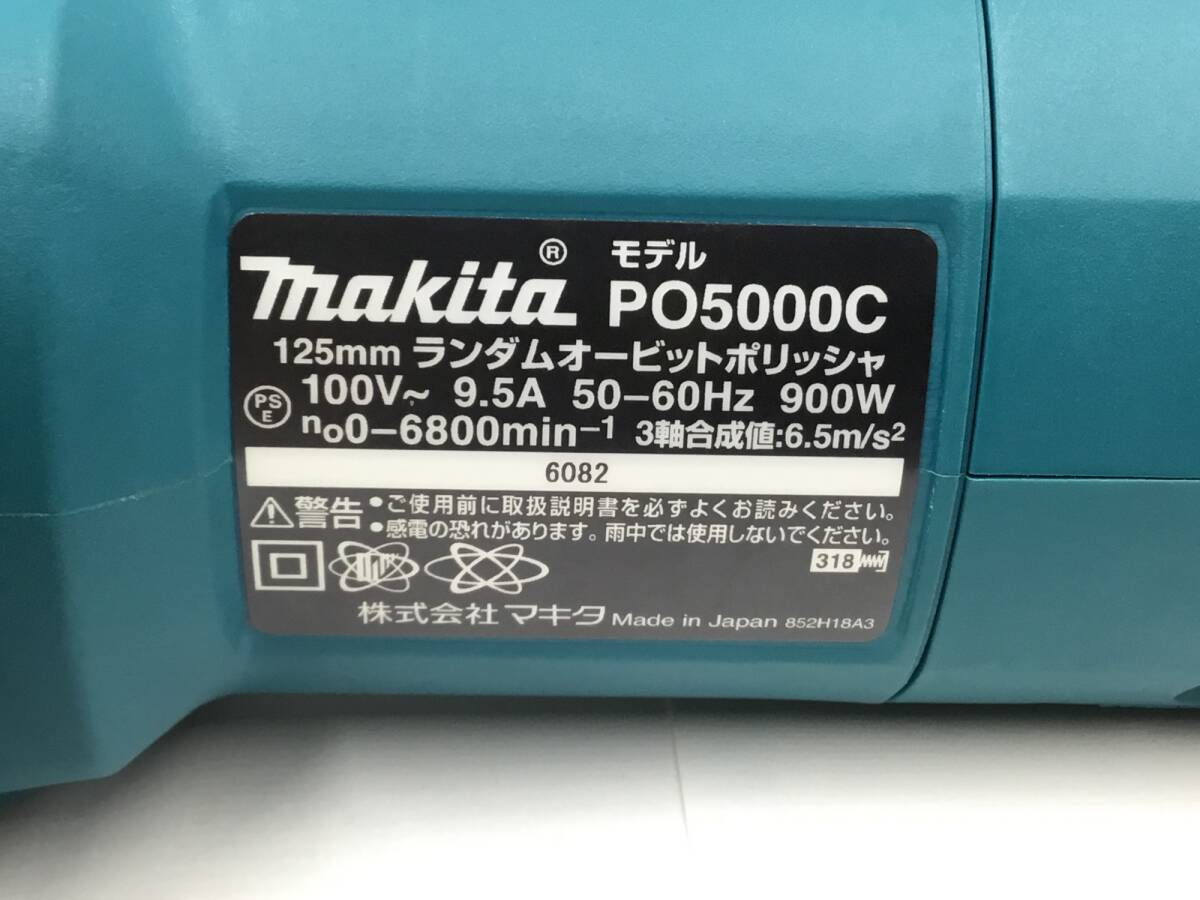 makita® モデル PO5000C
125mm ランダムオービットポリッシャ
PS E 100V～ 9.5A 50–60Hz 900W
n₀0–6800min⁻¹ 3軸合成値:6.5m/s²
6082
⚠警告 •ご使用前に取扱説明書を必ずよくお読みください。
•感電の恐れがあります。雨中では使用しないでください。
318
株式会社 マキタ Made in Japan 852H18A3